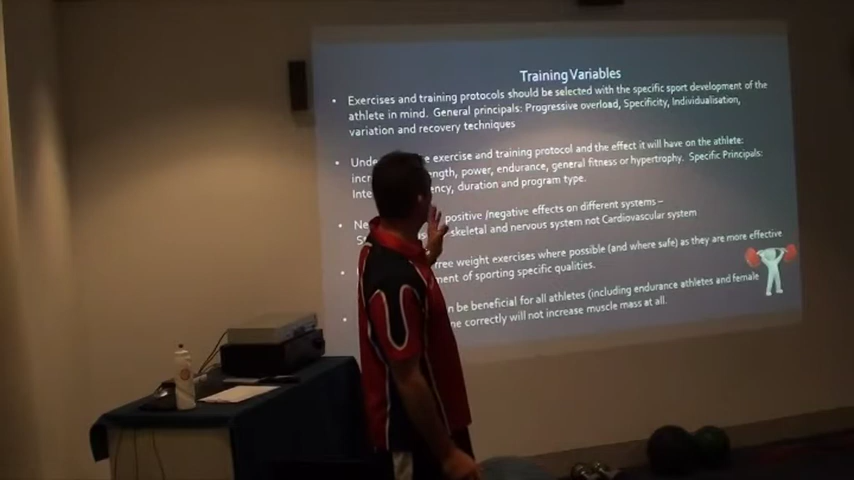 Training Variables
• Exercises and training protocols should be selected with the specific sport development of the
athlete in mind. General principals: Progressive overload, Specificity, Individualisation,
variation and recovery techniques
• Unde e exercise and training protocol and the effect it will have on the athlete:
incr ngth, power, endurance, general fitness or hypertrophy. Specific Principals:
Inte ency, duration and program type.
• Ne positive /negative effects on different systems –
skeletal and nervous system not Cardiovascular system
• ree weight exercises where possible (and where safe) as they are more effective
ment of sporting specific qualities.
• n be beneficial for all athletes (including endurance athletes and female
ne correctly will not increase muscle mass at all.